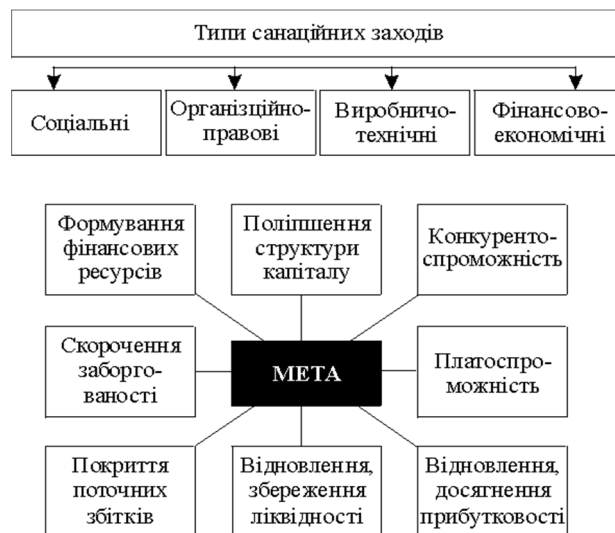 Типи санаційних заходів
Соціальні
Організційно-
правові
Виробничо-
технічні
Фінансово-
економічні
Формування
фінансових
ресурсів
Поліпшення
структури
капіталу
Конкуренто-
спроможність
Скорочення
заборго-
ваності
МЕТА
Платоспро-
можність
Покриття
поточних
збітків
Відновлення,
збереження
ліквідності
Відновлення,
досягнення
прибутковості